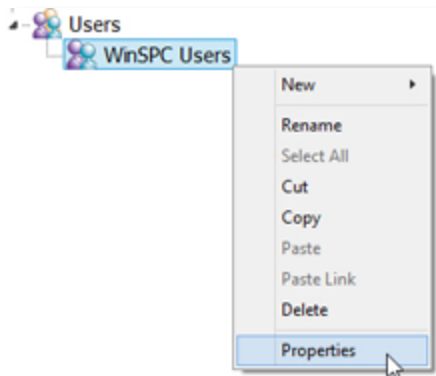 Users
WinSPC Users
New
Rename
Select All
Cut
Copy
Paste
Paste Link
Delete
Properties